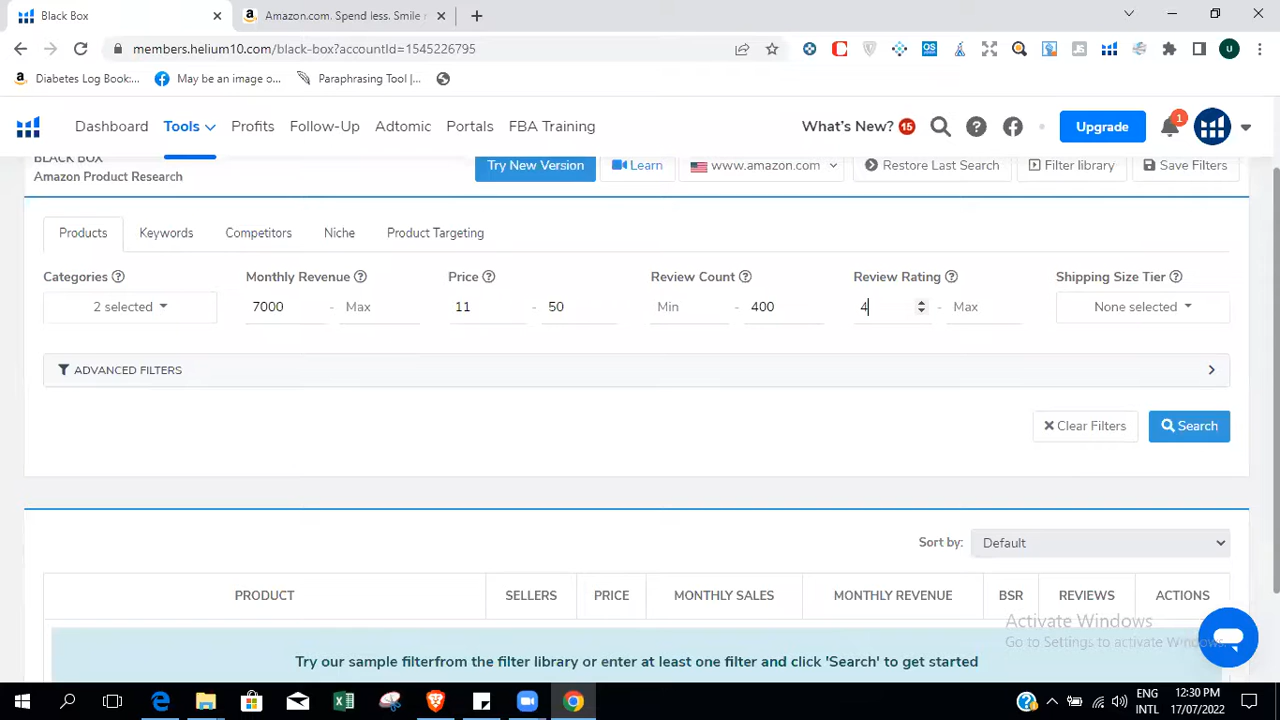 Black Box
Amazon.com. Spend less. Smile r
members.helium10.com/black-box?accountId=1545226795
U
Diabetes Log Book:...
May be an image o...
Paraphrasing Tool |...
Dashboard
Tools
Profits
Follow-Up
Adtomic
Portals
FBA Training
What's New? 15
Upgrade
1
BLACK BOX
Amazon Product Research
Try New Version
Learn
www.amazon.com
Restore Last Search
Filter library
Save Filters
Products
Keywords
Competitors
Niche
Product Targeting
Categories
Monthly Revenue
Price
Review Count
Review Rating
Shipping Size Tier
2 selected
7000 - Max
11 - 50
Min - 400
4 - Max
None selected
ADVANCED FILTERS
Clear Filters
Search
Sort by: Default
PRODUCT
SELLERS
PRICE
MONTHLY SALES
MONTHLY REVENUE
BSR
REVIEWS
ACTIONS
Activate Windows
Go to Settings to activate Windows.
Try our sample filterfrom the filter library or enter at least one filter and click 'Search' to get started
ENG
INTL
12:30 PM
17/07/2022